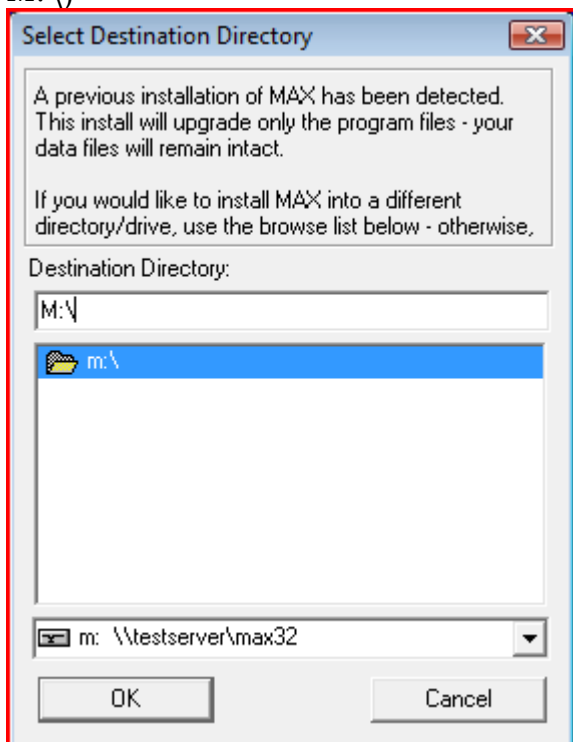 Select Destination Directory
A previous installation of MAX has been detected.
This install will upgrade only the program files - your
data files will remain intact.
If you would like to install MAX into a different
directory/drive, use the browse list below - otherwise,
Destination Directory:
M:\
m:\
m: \\testserver\max32
OK
Cancel